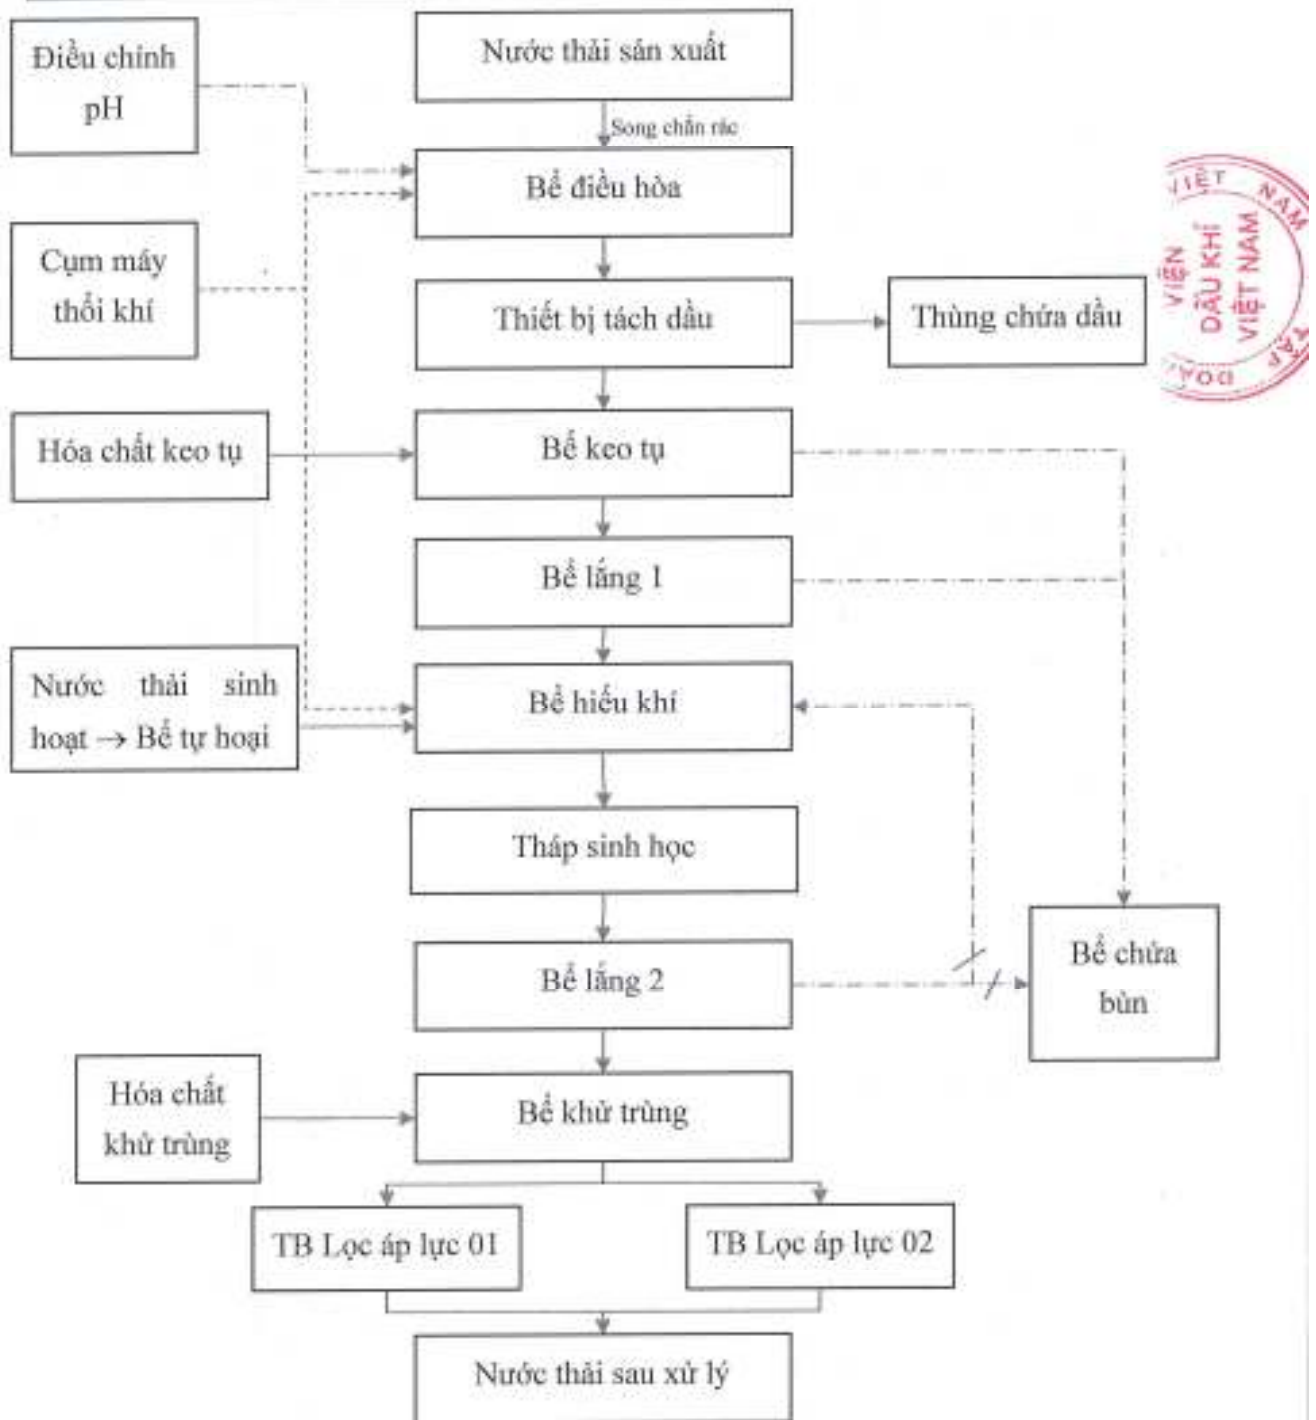 Điều chỉnh
pH
Nước thải sản xuất
Song chắn rác
Bể điều hòa
Cụm máy
thổi khí
Thiết bị tách dầu
Thùng chứa dầu
Hóa chất keo tụ
Bể keo tụ
Bể lắng 1
Nước thải sinh
hoạt → Bể tự hoại
Bể hiếu khí
Tháp sinh học
Bể lắng 2
Bể chứa
bùn
Hóa chất
khử trùng
Bể khử trùng
TB Lọc áp lực 01
TB Lọc áp lực 02
Nước thải sau xử lý
VIỆT NAM
VIỆN
DẦU KHÍ
VIỆT NAM
TẬP